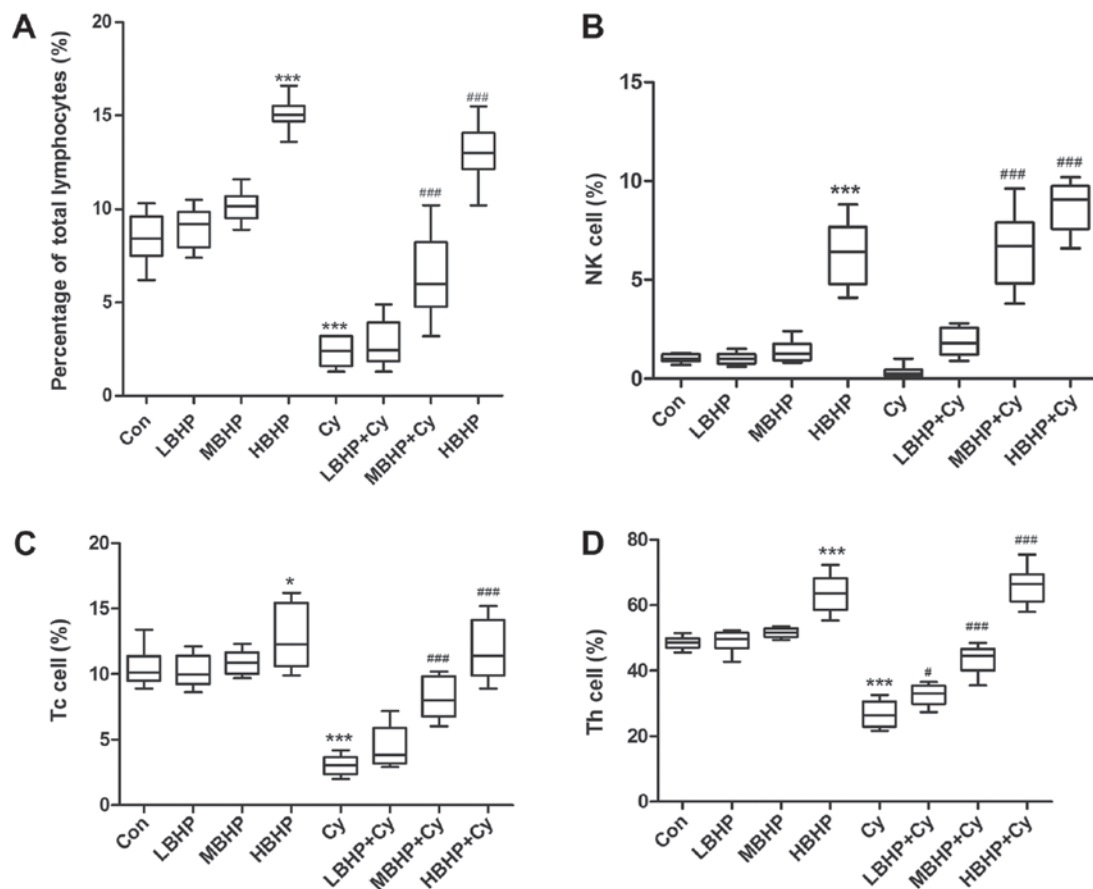 A
Percentage of total lymphocytes (%)
20
15
10
5
0
***
***
###
###
Con
LBHP
MBHP
HBHP
Cy
LBHP+Cy
MBHP+Cy
HBHP
B
NK cell (%)
15
10
5
0
***
###
###
Con
LBHP
MBHP
HBHP
Cy
LBHP+Cy
MBHP+Cy
HBHP+Cy
C
Tc cell (%)
20
15
10
5
0
*
***
###
###
Con
LBHP
MBHP
HBHP
Cy
LBHP+Cy
MBHP+Cy
HBHP+Cy
D
Th cell (%)
80
60
40
20
0
***
***
#
###
###
Con
LBHP
MBHP
HBHP
Cy
LBHP+Cy
MBHP+Cy
HBHP+Cy